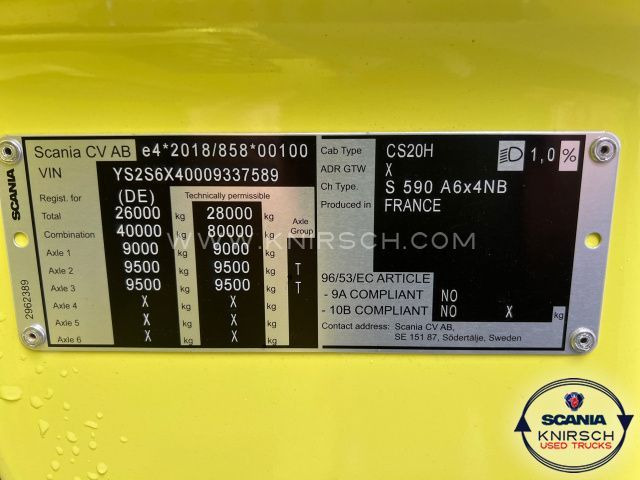 Scania CV AB e4*2018/858*00100
VIN YS2S6X40009337589
Regist. for (DE) Technically permissible
Total 26000 kg 28000 kg Axle Group
Combination 40000 kg 80000 kg
Axle 1 9000 kg 9000 kg
Axle 2 9500 kg 9500 kg T
Axle 3 9500 kg 9500 kg T
Axle 4 X kg X kg
Axle 5 X kg X kg
Axle 6 X kg X kg
SCANIA
2962389
Cab Type CS20H 1,0 %
ADR GTW X
Ch. Type S 590 A6x4NB
Produced in FRANCE
96/53/EC ARTICLE
- 9A COMPLIANT NO
- 10B COMPLIANT NO X kg
Contact address: Scania CV AB,
SE 151 87, Södertälje, Sweden
WWW.KNIRSCH.COM
SCANIA
KNIRSCH
USED TRUCKS